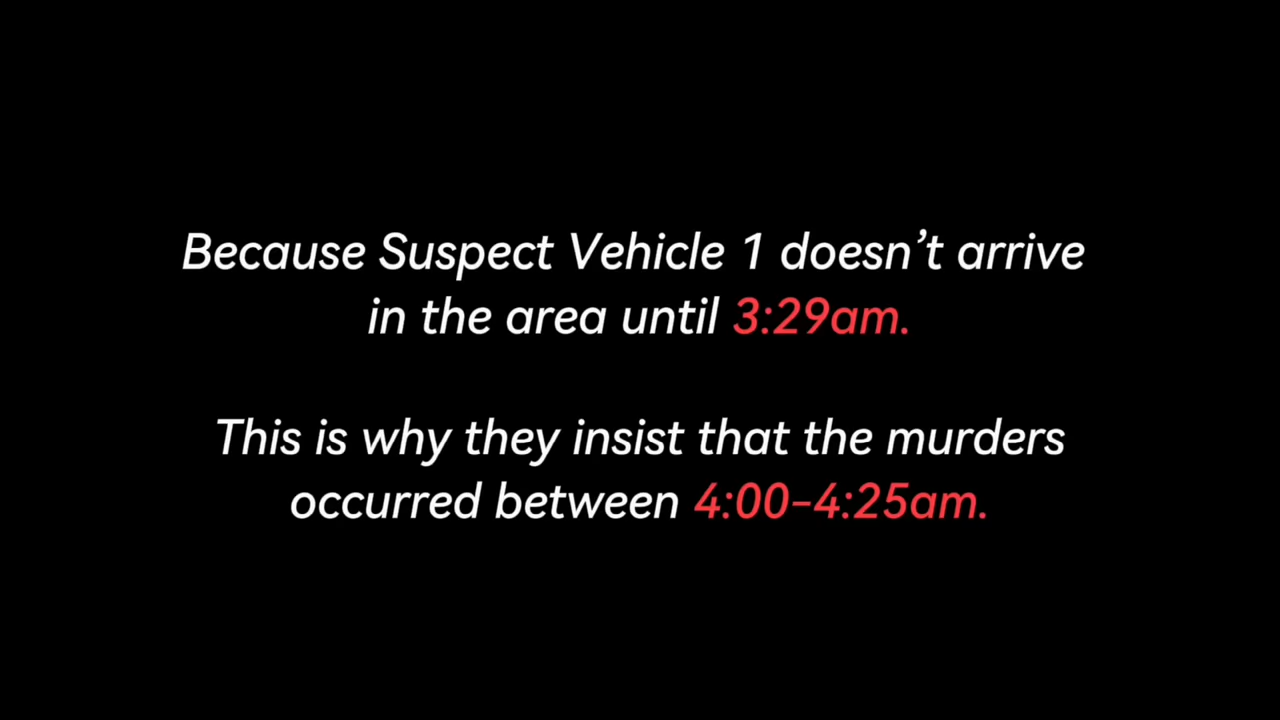 Because Suspect Vehicle 1 doesn’t arrive
in the area until 3:29am.
This is why they insist that the murders
occurred between 4:00–4:25am.